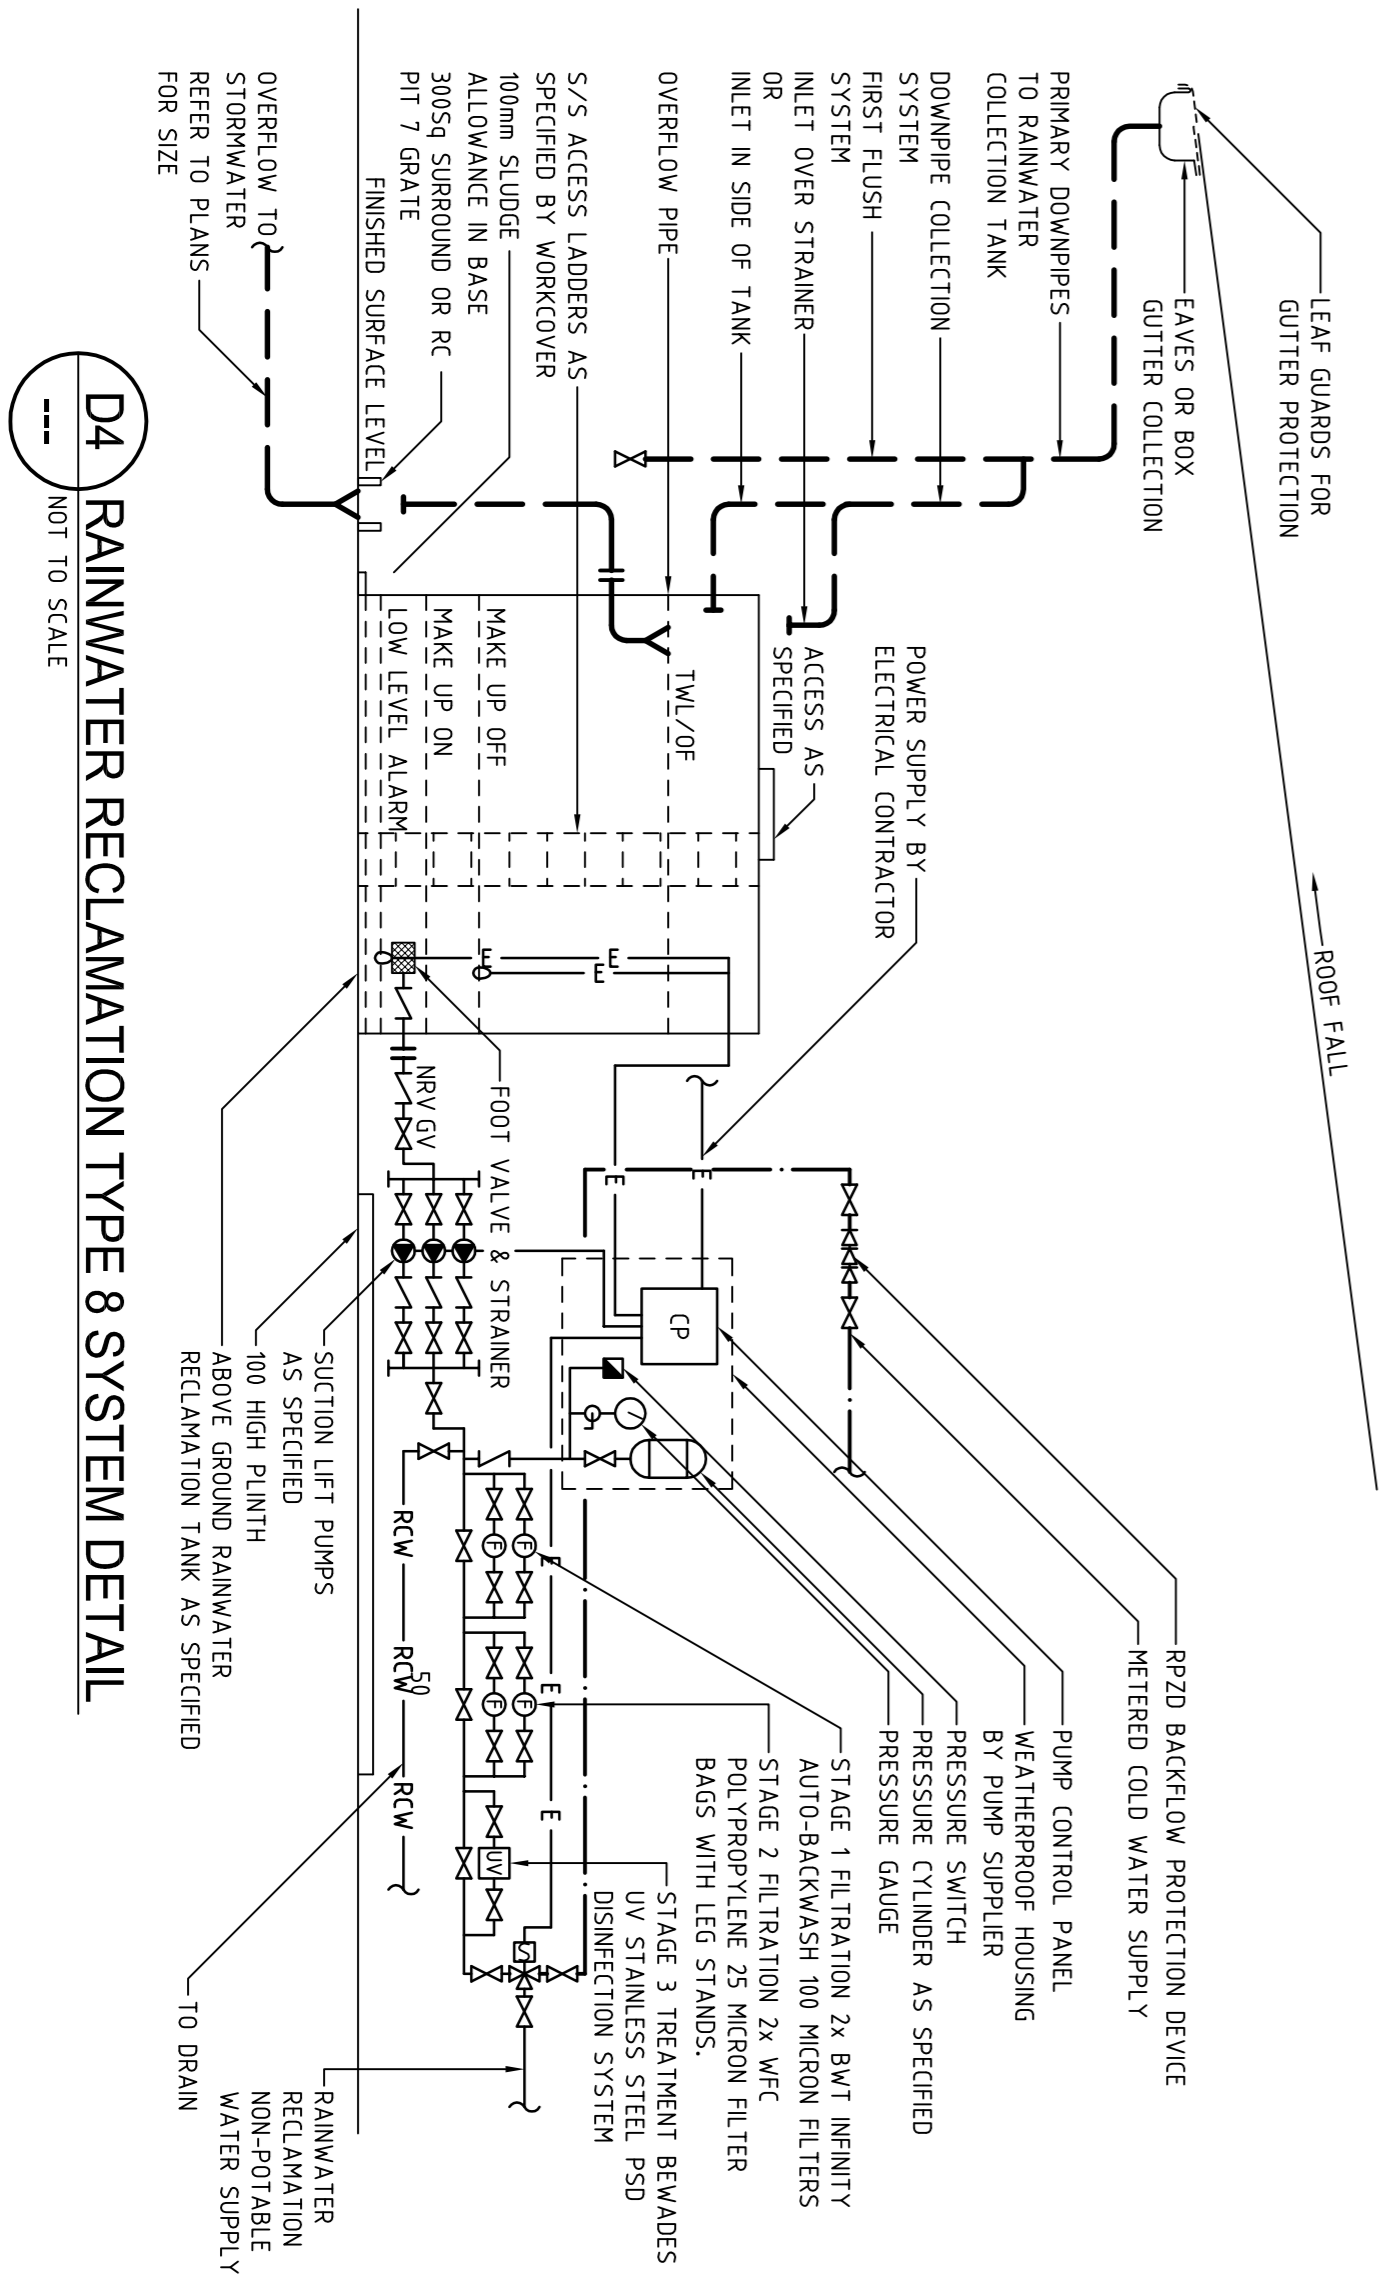 ROOF FALL
LEAF GUARDS FOR
GUTTER PROTECTION
EAVES OR BOX
GUTTER COLLECTION
PRIMARY DOWNPIPES
TO RAINWATER
COLLECTION TANK
DOWNPIPE COLLECTION
SYSTEM
FIRST FLUSH
SYSTEM
INLET OVER STRAINER
OR
INLET IN SIDE OF TANK
OVERFLOW PIPE
S/S ACCESS LADDERS AS
SPECIFIED BY WORKCOVER
100mm SLUDGE
ALLOWANCE IN BASE
300Sq SURROUND OR RC
PIT 7 GRATE
FINISHED SURFACE LEVEL
OVERFLOW TO
STORMWATER
REFER TO PLANS
FOR SIZE
POWER SUPPLY BY
ELECTRICAL CONTRACTOR
ACCESS AS
SPECIFIED
TWL/OF
MAKE UP OFF
MAKE UP ON
LOW LEVEL ALARM
E
E
E
E
E
E
E
E
E
NRV GV
FOOT VALVE & STRAINER
CP
F
F
F
F
UV
S
RCW
RCW
50
RCW
RPZD BACKFLOW PROTECTION DEVICE
METERED COLD WATER SUPPLY
PUMP CONTROL PANEL
WEATHERPROOF HOUSING
BY PUMP SUPPLIER
PRESSURE SWITCH
PRESSURE CYLINDER AS SPECIFIED
PRESSURE GAUGE
STAGE 1 FILTRATION 2x BWT INFINITY
AUTO-BACKWASH 100 MICRON FILTERS
STAGE 2 FILTRATION 2x WFC
POLYPROPYLENE 25 MICRON FILTER
BAGS WITH LEG STANDS.
STAGE 3 TREATMENT BEWADES
UV STAINLESS STEEL PSD
DISINFECTION SYSTEM
SUCTION LIFT PUMPS
AS SPECIFIED
100 HIGH PLINTH
ABOVE GROUND RAINWATER
RECLAMATION TANK AS SPECIFIED
TO DRAIN
RAINWATER
RECLAMATION
NON-POTABLE
WATER SUPPLY
D4
---
RAINWATER RECLAMATION TYPE 8 SYSTEM DETAIL
NOT TO SCALE